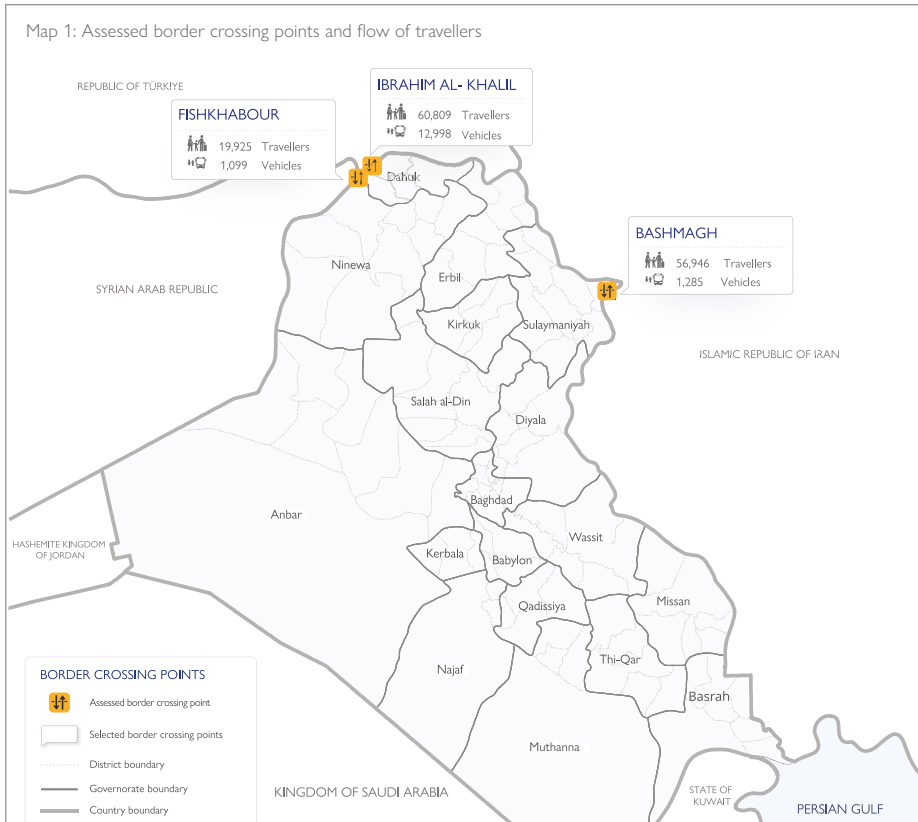 Map 1: Assessed border crossing points and flow of travellers
REPUBLIC OF TÜRKIYE
IBRAHIM AL- KHALIL
60,809 Travellers
12,998 Vehicles
FISHKHABOUR
19,925 Travellers
1,099 Vehicles
Dahuk
BASHMAGH
56,946 Travellers
1,285 Vehicles
Ninewa
Erbil
SYRIAN ARAB REPUBLIC
Kirkuk
Sulaymaniyah
ISLAMIC REPUBLIC OF IRAN
Salah al-Din
Diyala
Baghdad
Anbar
Wassit
HASHEMITE KINGDOM
OF JORDAN
Kerbala
Babylon
Qadissiya
Missan
Najaf
Thi-Qar
Basrah
Muthanna
BORDER CROSSING POINTS
Assessed border crossing point
Selected border crossing points
District boundary
Governorate boundary
Country boundary
KINGDOM OF SAUDI ARABIA
STATE OF
KUWAIT
PERSIAN GULF